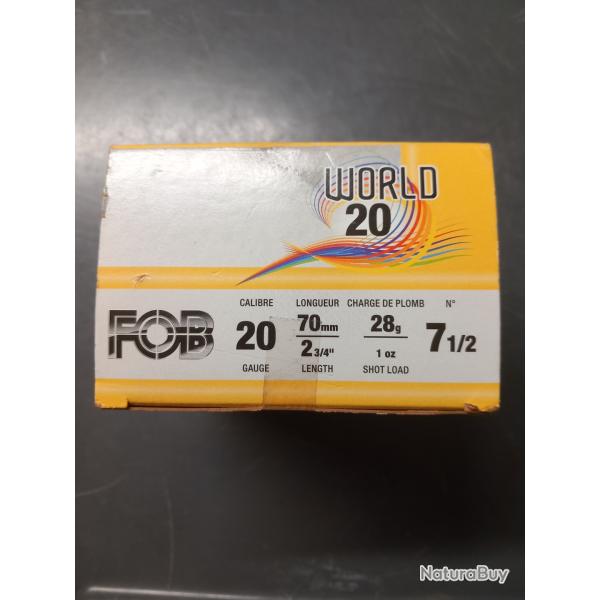 WORLD
20
CALIBRE LONGUEUR CHARGE DE PLOMB N°
FOB 20 70mm 28g 7 1/2
2 3/4" 1 oz
GAUGE LENGTH SHOT LOAD
NaturaBuy